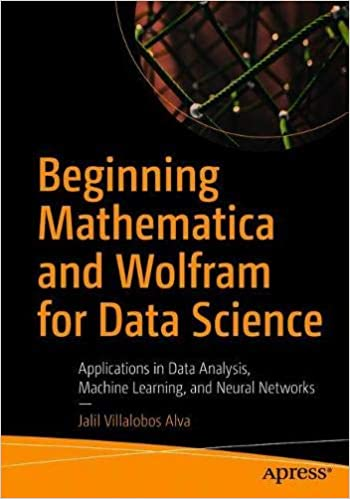 Beginning
Mathematica
and Wolfram
for Data Science
Applications in Data Analysis,
Machine Learning, and Neural Networks
—
Jalil Villalobos Alva
Apress®